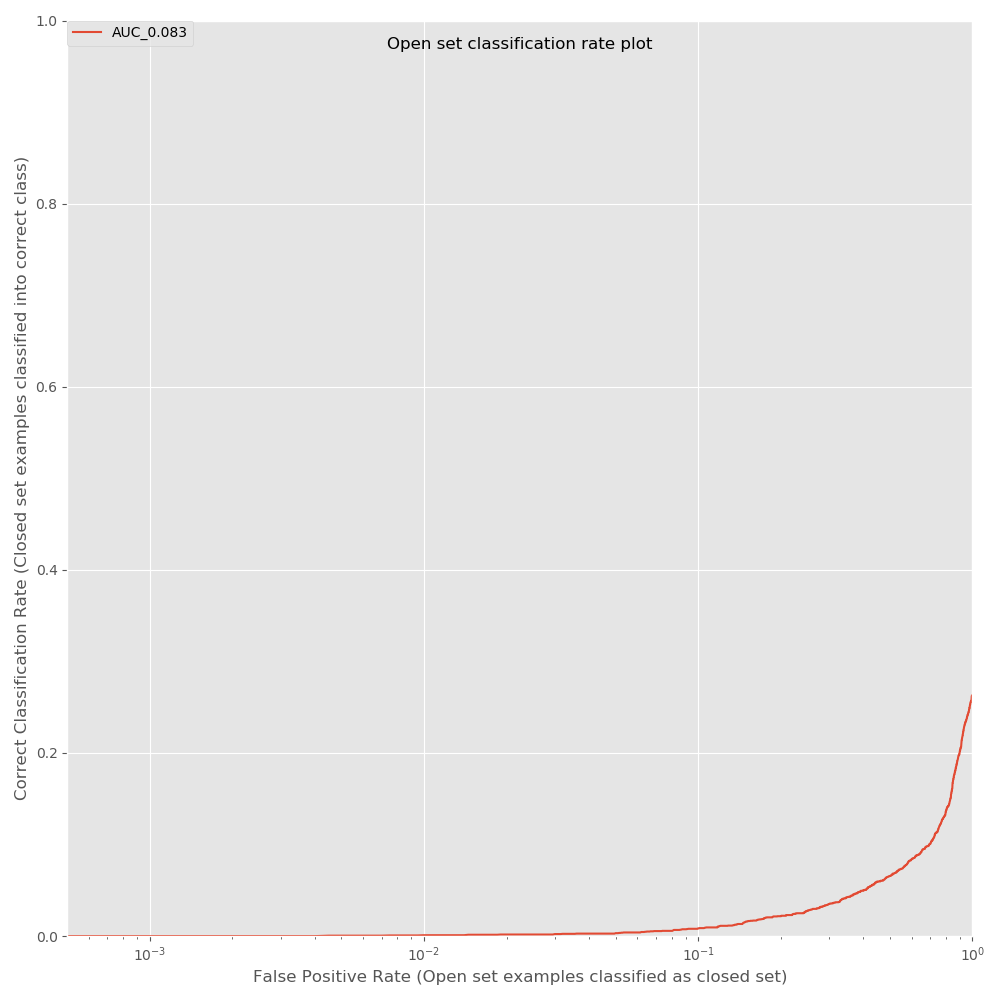 AUC_0.083
Open set classification rate plot
Correct Classification Rate (Closed set examples classified into correct class)
1.0
0.8
0.6
0.4
0.2
0.0
10⁻³
10⁻²
10⁻¹
10⁰
False Positive Rate (Open set examples classified as closed set)